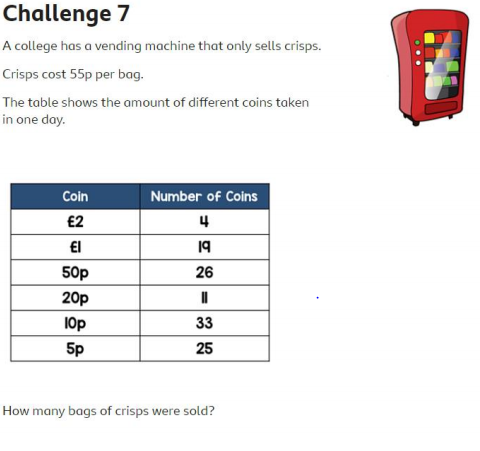 Challenge 7
A college has a vending machine that only sells crisps.
Crisps cost 55p per bag.
The table shows the amount of different coins taken
in one day.
Coin Number of Coins
£2 4
£1 19
50p 26
20p 11
10p 33
5p 25
How many bags of crisps were sold?